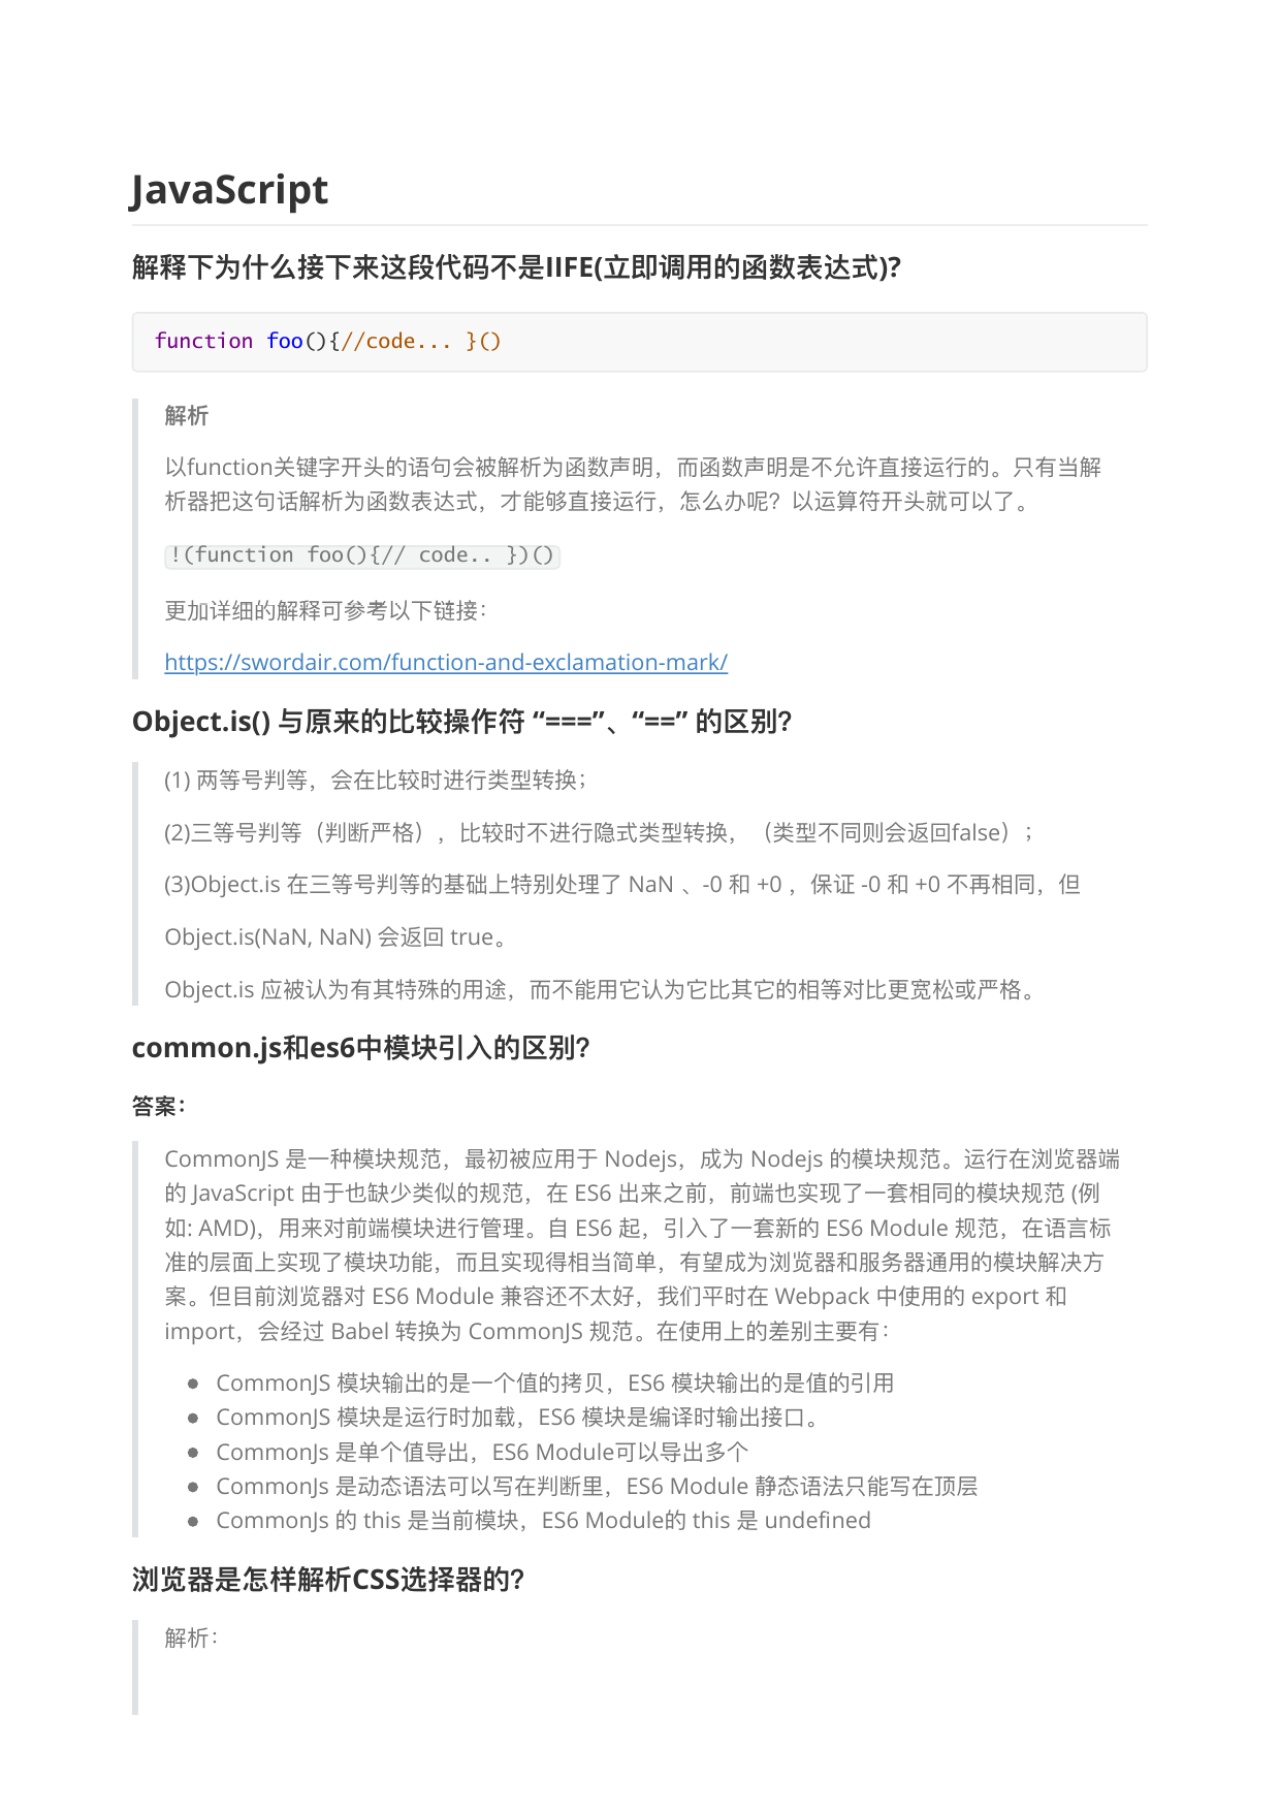 JavaScript
解释下为什么接下来这段代码不是IIFE(立即调用的函数表达式)?
function foo(){//code... }()
解析
以function关键字开头的语句会被解析为函数声明，而函数声明是不允许直接运行的。只有当解
析器把这句话解析为函数表达式，才能够直接运行，怎么办呢？以运算符开头就可以了。
!(function foo(){// code.. })()
更加详细的解释可参考以下链接：
https://swordair.com/function-and-exclamation-mark/
Object.is() 与原来的比较操作符 “===”、“==” 的区别？
(1) 两等号判等，会在比较时进行类型转换；
(2)三等号判等（判断严格），比较时不进行隐式类型转换，（类型不同则会返回false）；
(3)Object.is 在三等号判等的基础上特别处理了 NaN 、-0 和 +0 ，保证 -0 和 +0 不再相同，但
Object.is(NaN, NaN) 会返回 true。
Object.is 应被认为有其特殊的用途，而不能用它认为它比其它的相等对比更宽松或严格。
common.js和es6中模块引入的区别？
答案：
CommonJS 是一种模块规范，最初被应用于 Nodejs，成为 Nodejs 的模块规范。运行在浏览器端
的 JavaScript 由于也缺少类似的规范，在 ES6 出来之前，前端也实现了一套相同的模块规范 (例
如: AMD)，用来对前端模块进行管理。自 ES6 起，引入了一套新的 ES6 Module 规范，在语言标
准的层面上实现了模块功能，而且实现得相当简单，有望成为浏览器和服务器通用的模块解决方
案。但目前浏览器对 ES6 Module 兼容还不太好，我们平时在 Webpack 中使用的 export 和
import，会经过 Babel 转换为 CommonJS 规范。在使用上的差别主要有：
● CommonJS 模块输出的是一个值的拷贝，ES6 模块输出的是值的引用
● CommonJS 模块是运行时加载，ES6 模块是编译时输出接口。
● CommonJs 是单个值导出，ES6 Module可以导出多个
● CommonJs 是动态语法可以写在判断里，ES6 Module 静态语法只能写在顶层
● CommonJs 的 this 是当前模块，ES6 Module的 this 是 undefined
浏览器是怎样解析CSS选择器的？
解析：